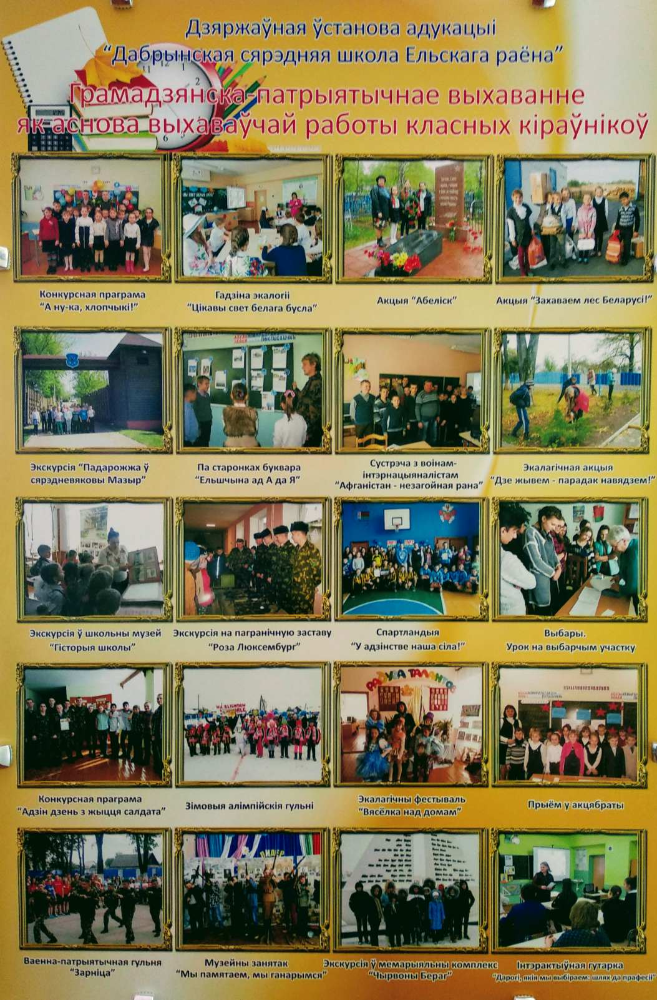 Дзяржаўная ўстанова адукацыі
“Дабрынская сярэдняя школа Ельскага раёна”
Грамадзянска-патрыятычнае выхаванне
як аснова выхаваўчай работы класных кіраўнікоў
Конкурсная праграма
“А ну-ка, хлопчыкі!”
Гадзіна экалогіі
“Цікавы свет белага бусла”
Акцыя “Абеліск”
Акцыя “Захаваем лес Беларусі!”
Экскурсія “Падарожжа ў
сярэдневяковы Мазыр”
Па старонках буквара
“Ельшчына ад А да Я”
Сустрэча з воінам-
інтэрнацыяналістам
“Афганістан - незагойная рана”
Экалагічная акцыя
“Дзе жывем - парадак навядзем!”
Экскурсія ў школьны музей
“Гісторыя школы”
Экскурсія на пагранічную заставу
“Роза Люксембург”
Спартландыя
“У адзінстве наша сіла!”
Выбары.
Урок на выбарчым участку
РАДУГА ТАЛАНТОВ
Конкурсная праграма
“Адзін дзень з жыцця салдата”
Зімовыя алімпійскія гульні
Экалагічны фестываль
“Вясёлка над домам”
Прыём у акцябраты
ЛИДЕР
Ваенна-патрыятычная гульня
“Зарніца”
Музейны занятак
“Мы памятаем, мы ганарымся”
Экскурсія ў мемарыяльны комплекс
“Чырвоны Бераг”
Інтэрактыўная гутарка
“Дарогі, якія мы выбіраем: шлях да прафесіі”